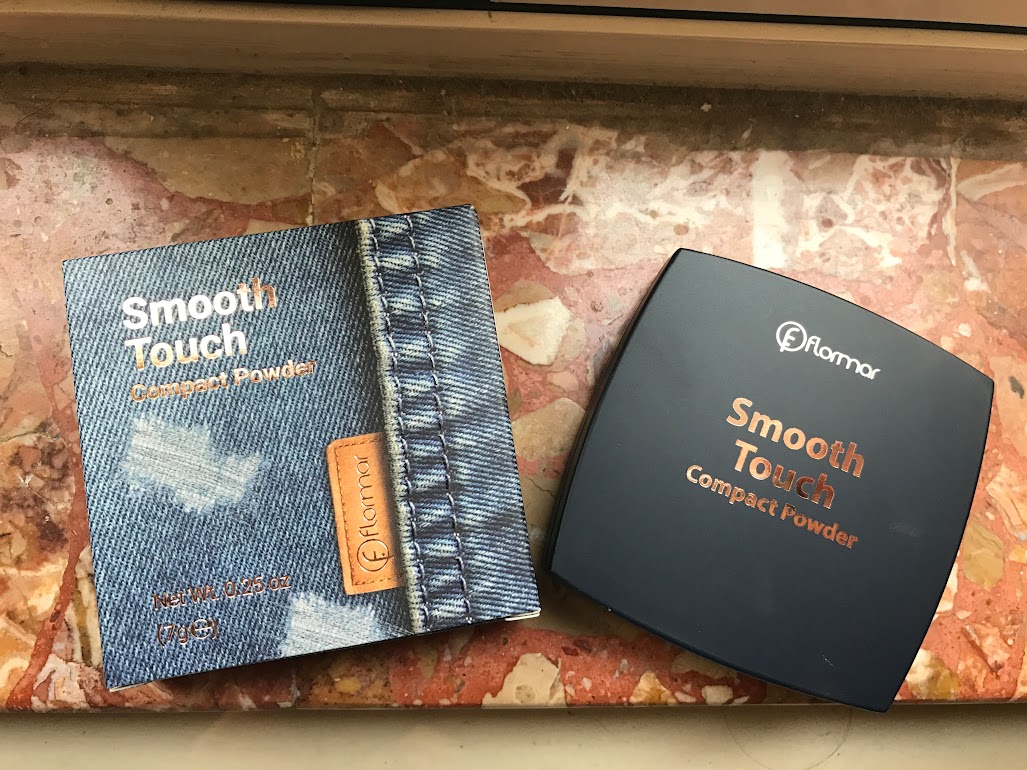 Smooth
Touch
Compact Powder
flormar
Net Wt. 0.25 oz
(7g℮)
flormar
Smooth
Touch
Compact Powder